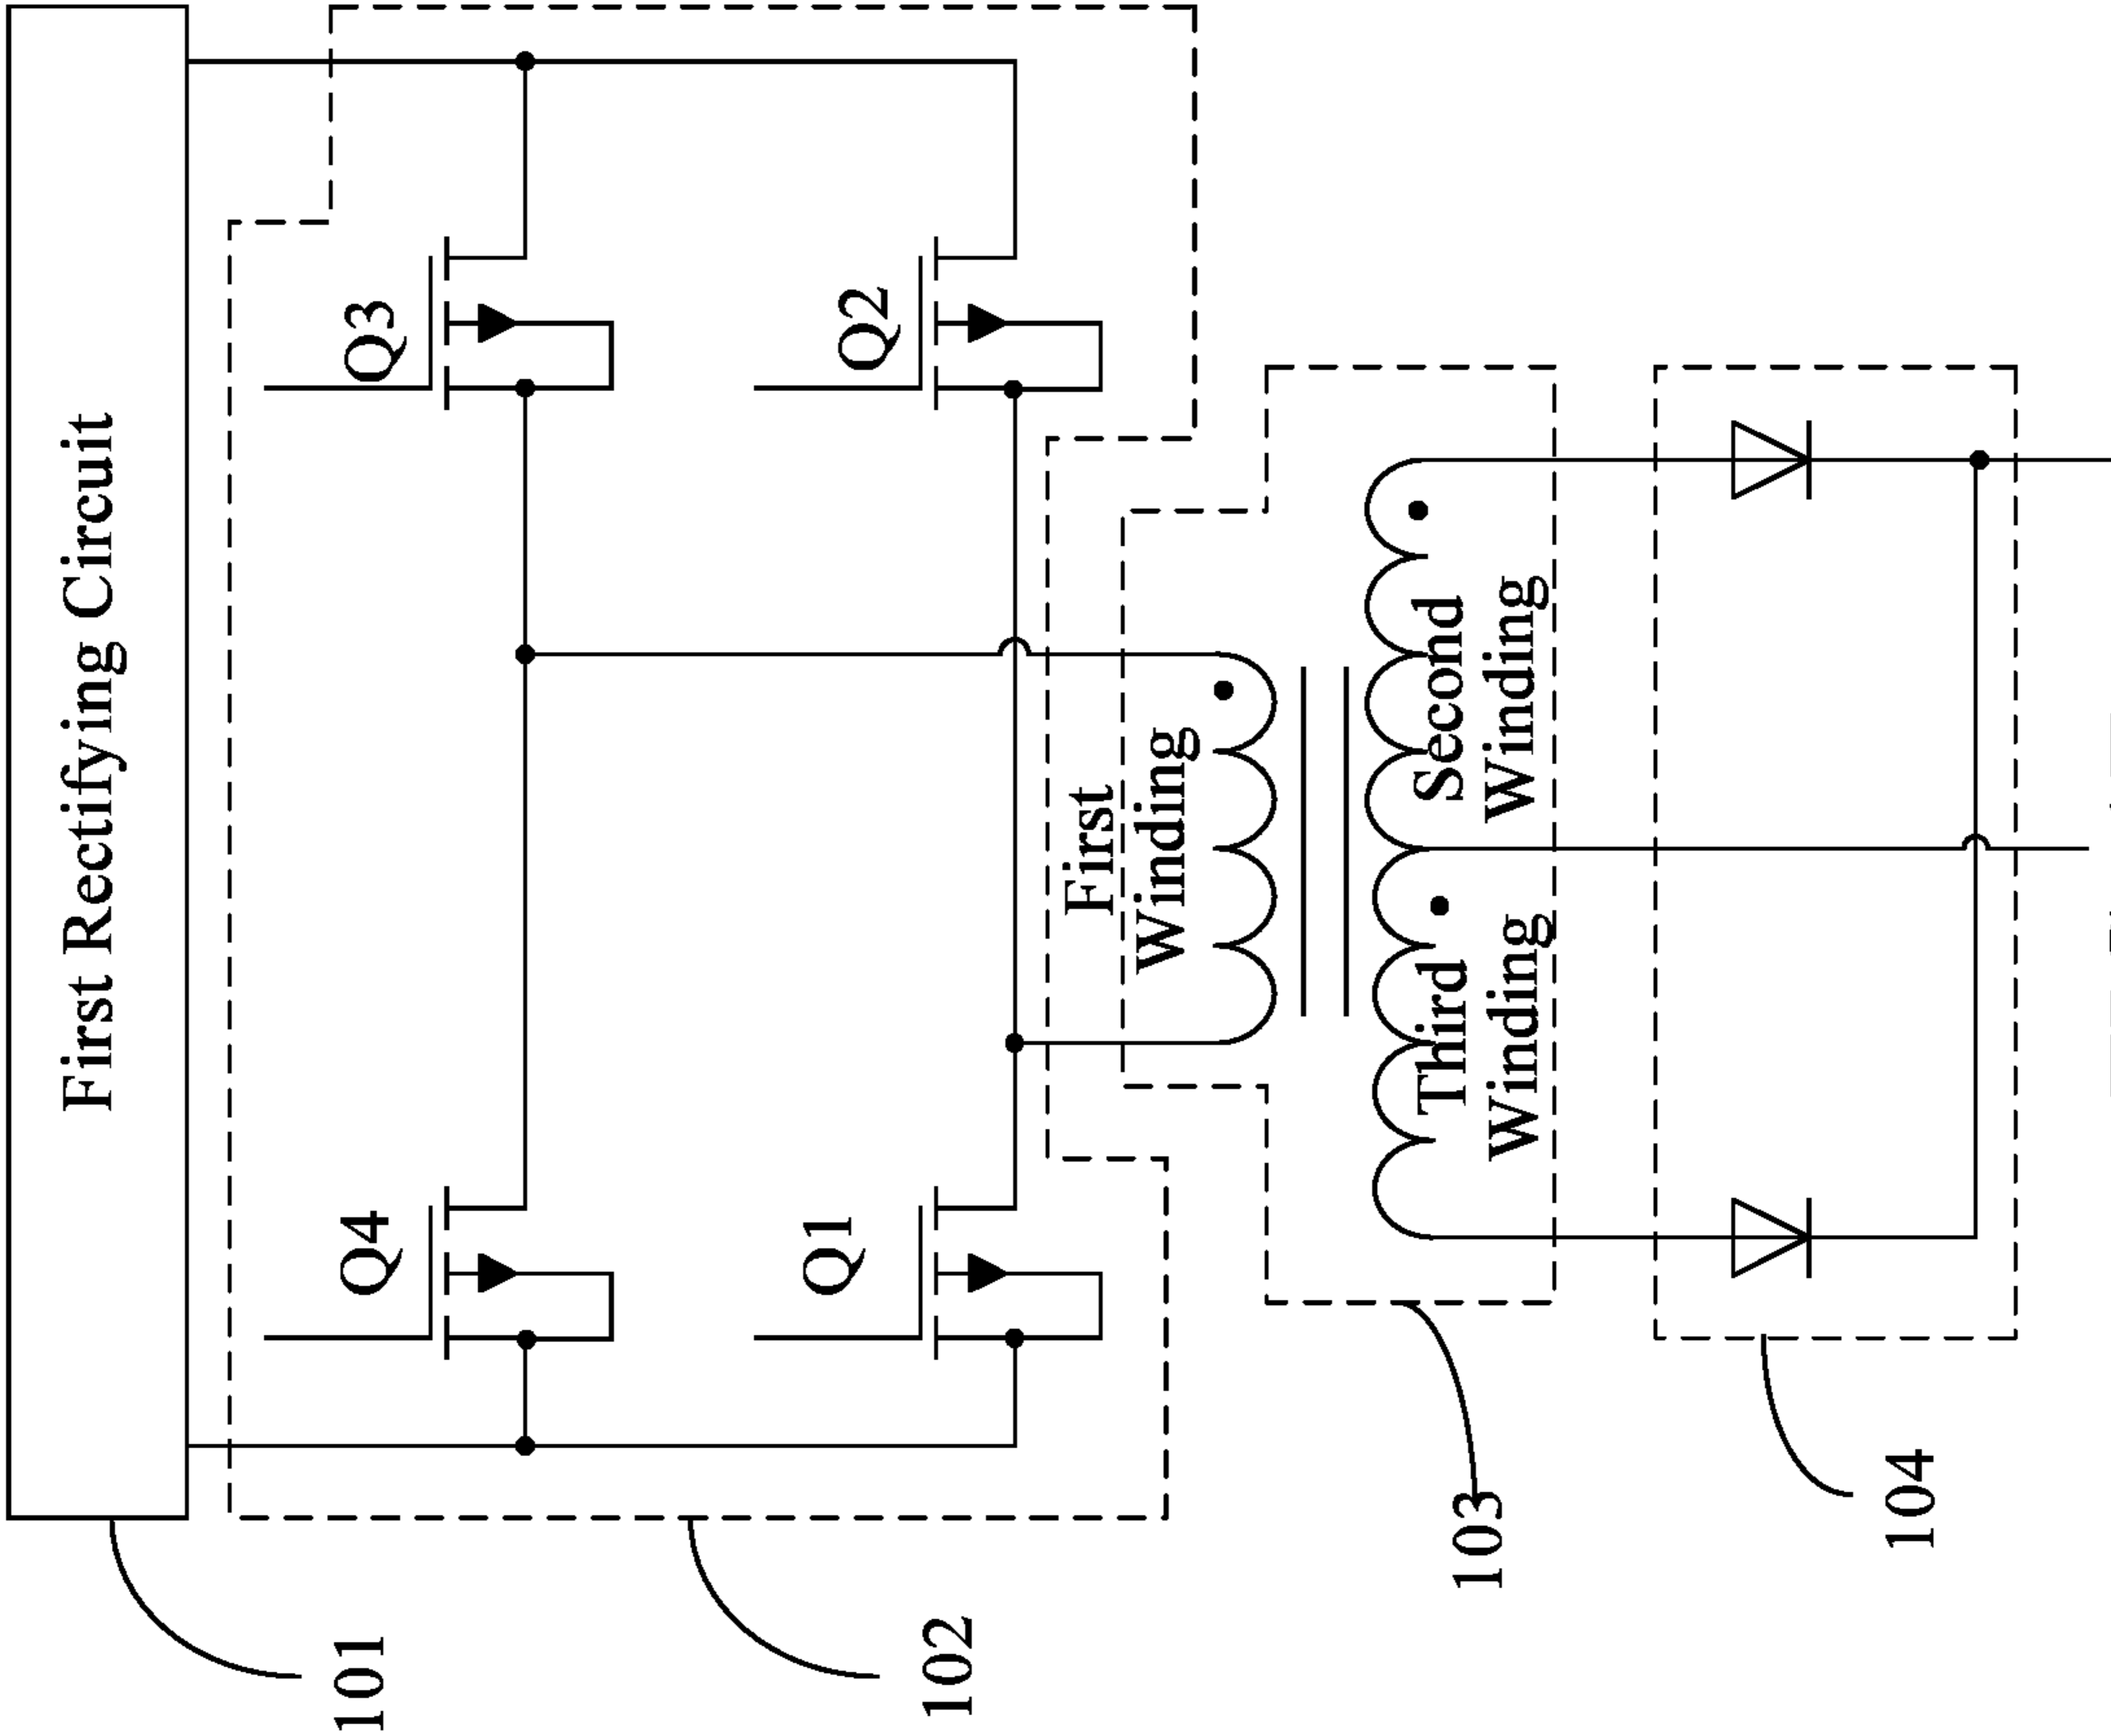 First Rectifying Circuit
Q3
Q2
Q4
Q1
First
Winding
Second
Winding
Third
Winding
101
102
103
104